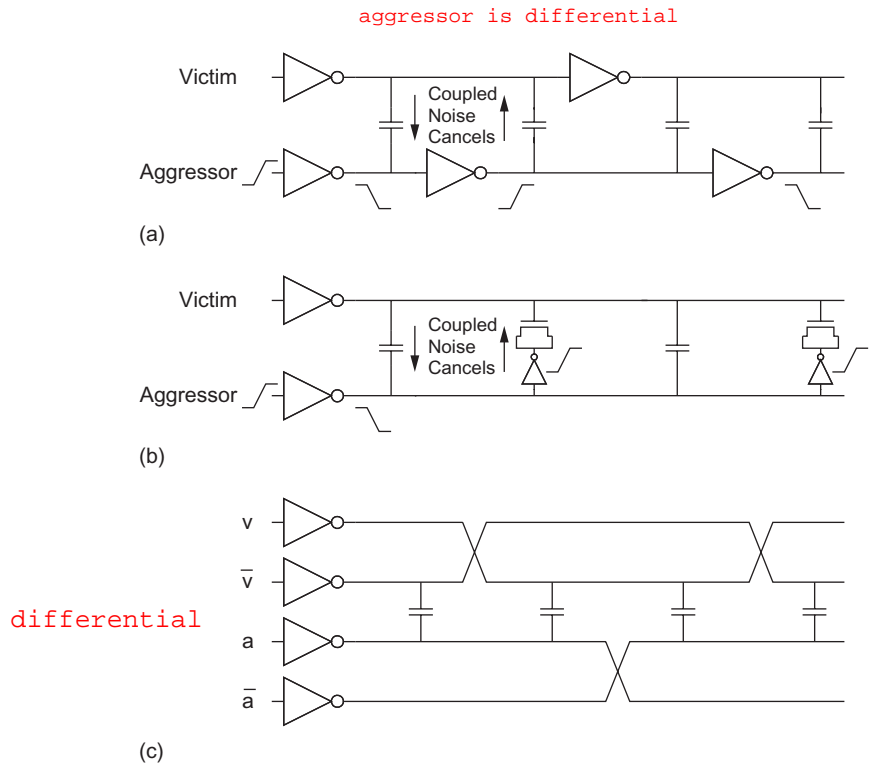 aggressor is differential
Victim
Coupled
Noise
Cancels
Aggressor
(a)
Victim
Coupled
Noise
Cancels
Aggressor
(b)
v
v̅
differential
a
a̅
(c)